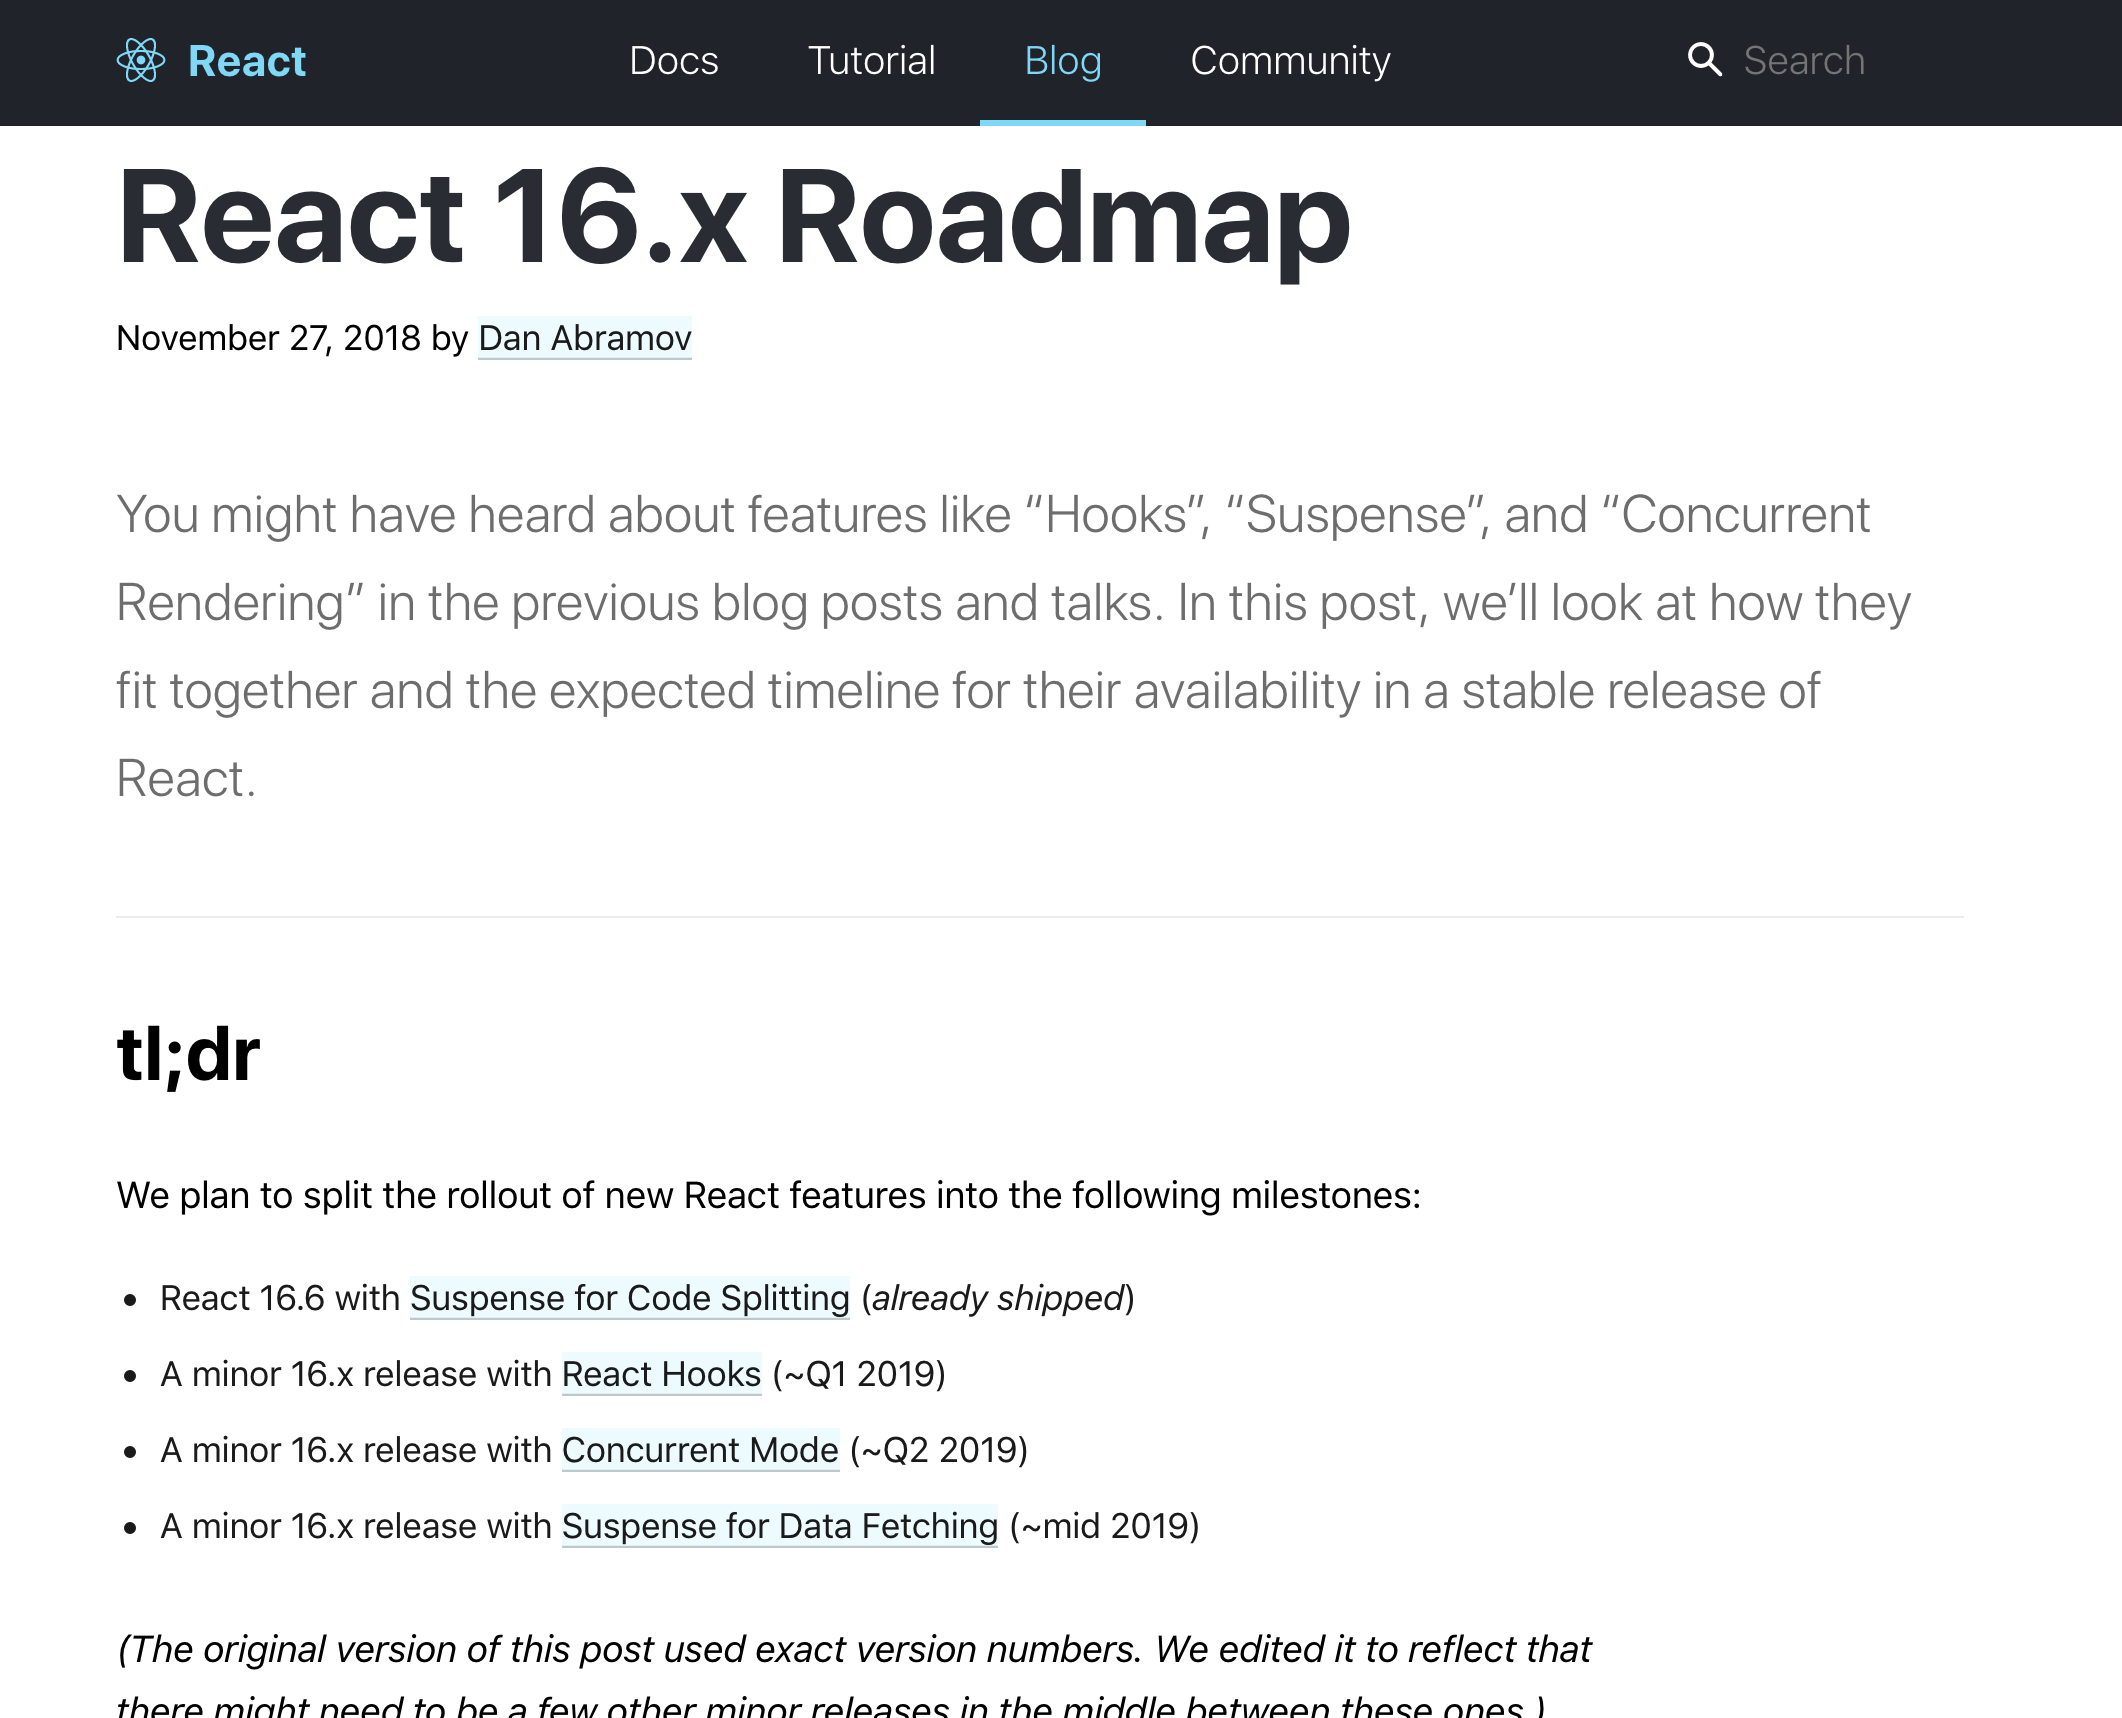 React
Docs
Tutorial
Blog
Community
Search
React 16.x Roadmap
November 27, 2018 by Dan Abramov
You might have heard about features like “Hooks”, “Suspense”, and “Concurrent
Rendering” in the previous blog posts and talks. In this post, we’ll look at how they
fit together and the expected timeline for their availability in a stable release of
React.
tl;dr
We plan to split the rollout of new React features into the following milestones:
• React 16.6 with Suspense for Code Splitting (already shipped)
• A minor 16.x release with React Hooks (~Q1 2019)
• A minor 16.x release with Concurrent Mode (~Q2 2019)
• A minor 16.x release with Suspense for Data Fetching (~mid 2019)
(The original version of this post used exact version numbers. We edited it to reflect that
there might need to be a few other minor releases in the middle between these ones.)